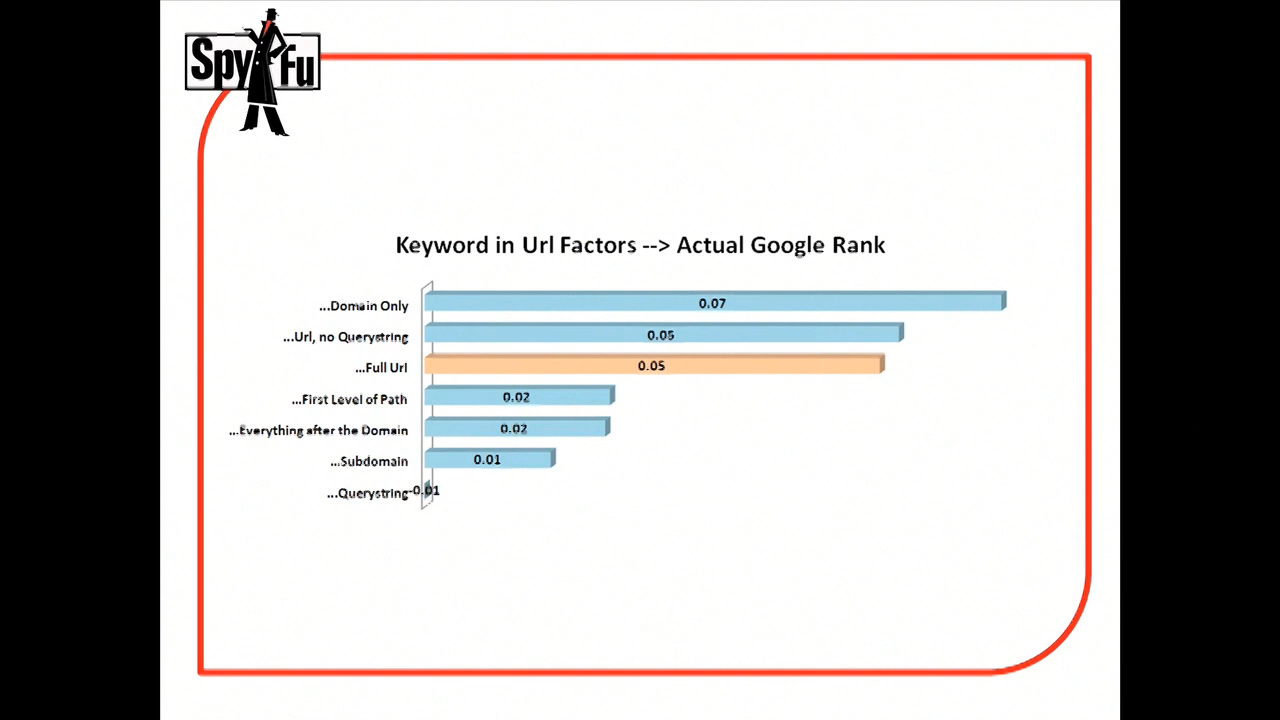 Spy Fu
Keyword in Url Factors --> Actual Google Rank
...Domain Only 0.07
...Url, no Querystring 0.05
...Full Url 0.05
...First Level of Path 0.02
...Everything after the Domain 0.02
...Subdomain 0.01
...Querystring -0.01